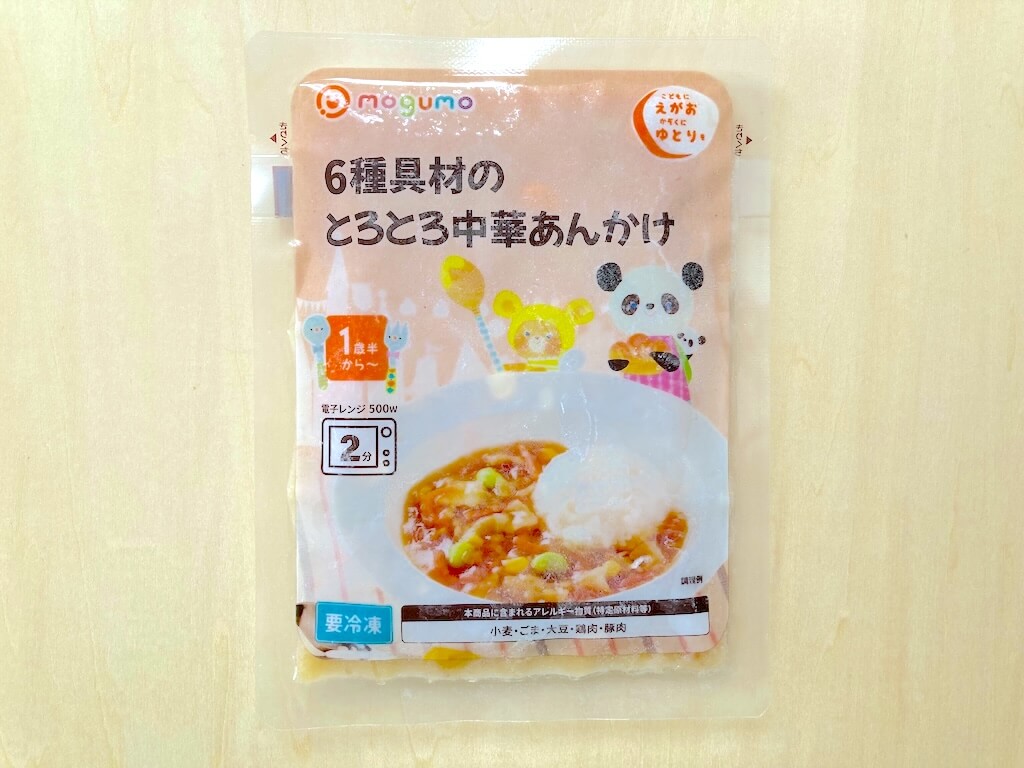 mogumo
こどもに
えがお
かぞくに
ゆとりを
6種具材の
とろとろ中華あんかけ
1歳半
から〜
電子レンジ 500w
2分
調理例
要冷凍
本商品に含まれるアレルギー物質(特定原材料等)
小麦・ごま・大豆・鶏肉・豚肉